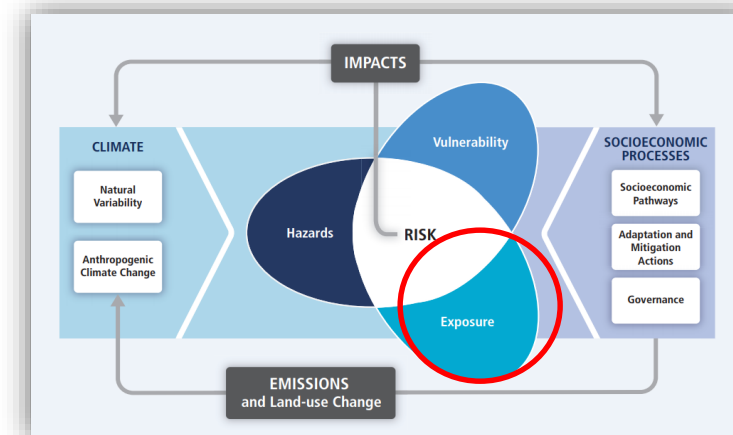 IMPACTS
CLIMATE
Natural
Variability
Anthropogenic
Climate Change
Vulnerability
Hazards
RISK
Exposure
SOCIOECONOMIC
PROCESSES
Socioeconomic
Pathways
Adaptation and
Mitigation
Actions
Governance
EMISSIONS
and Land-use Change